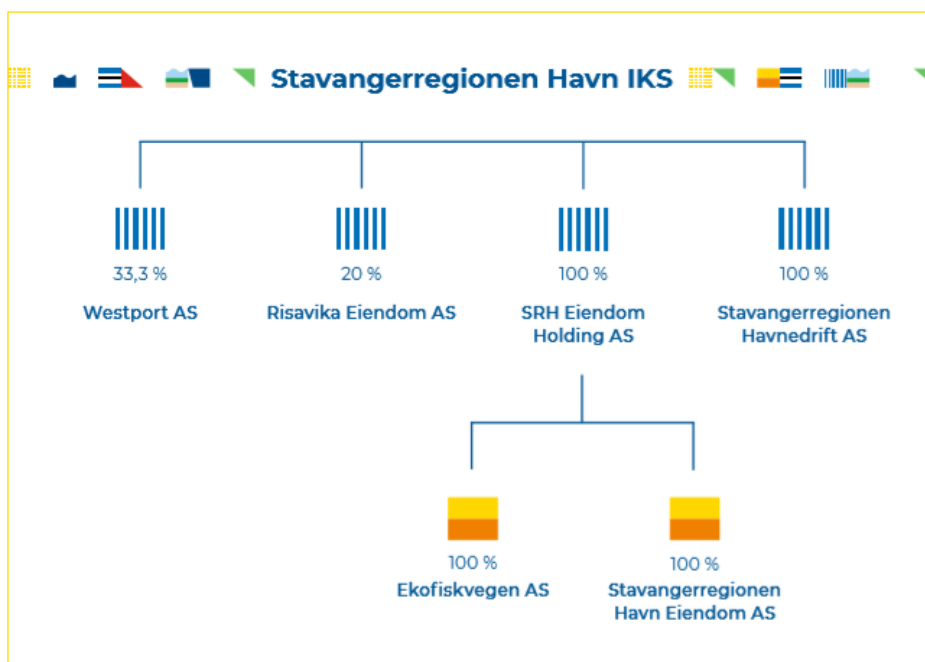 Stavangerregionen Havn IKS
33,3 %
Westport AS
20 %
Risavika Eiendom AS
100 %
SRH Eiendom
Holding AS
100 %
Stavangerregionen
Havnedrift AS
100 %
Ekofiskvegen AS
100 %
Stavangerregionen
Havn Eiendom AS